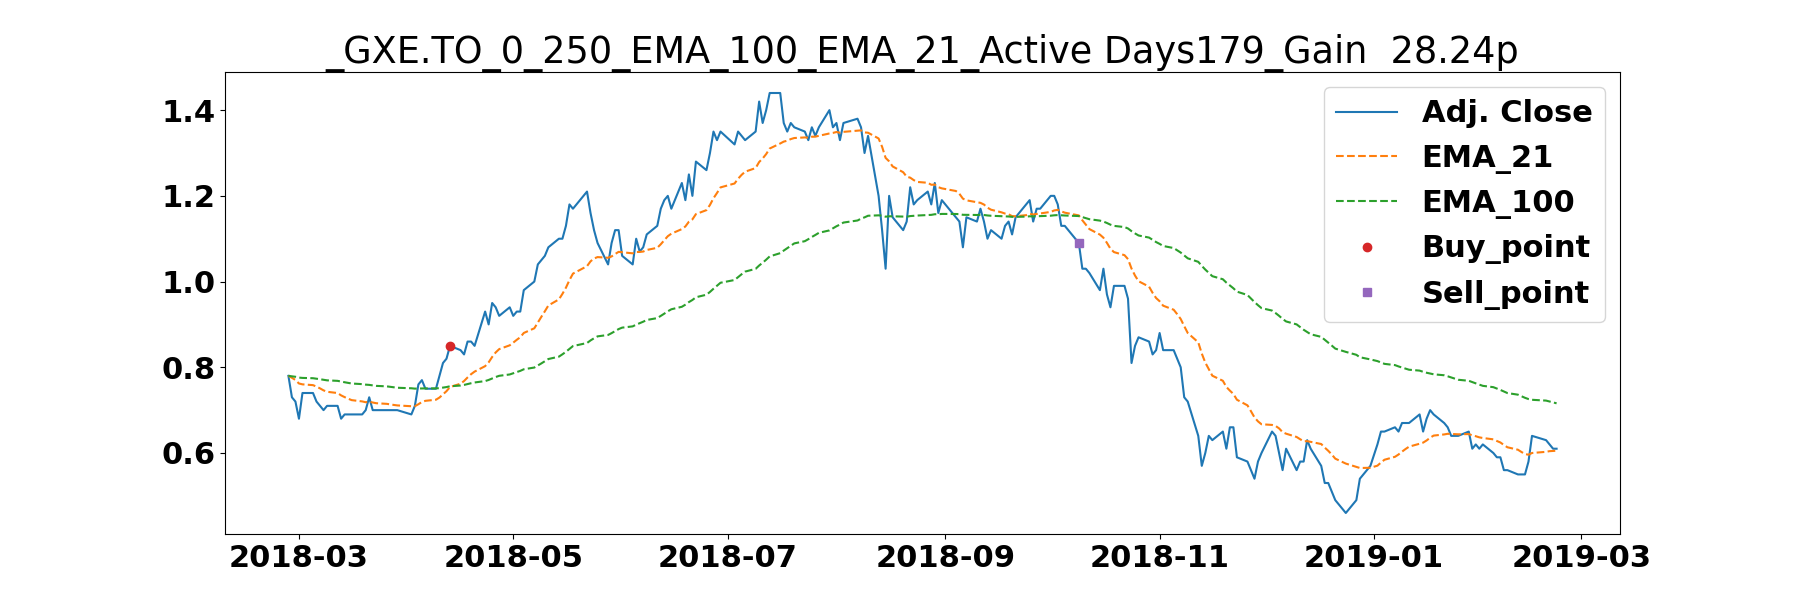 _GXE.TO_0_250_EMA_100_EMA_21_Active Days179_Gain  28.24p
1.4
1.2
1.0
0.8
0.6
Adj. Close
EMA_21
EMA_100
Buy_point
Sell_point
2018-03 2018-05 2018-07 2018-09 2018-11 2019-01 2019-03